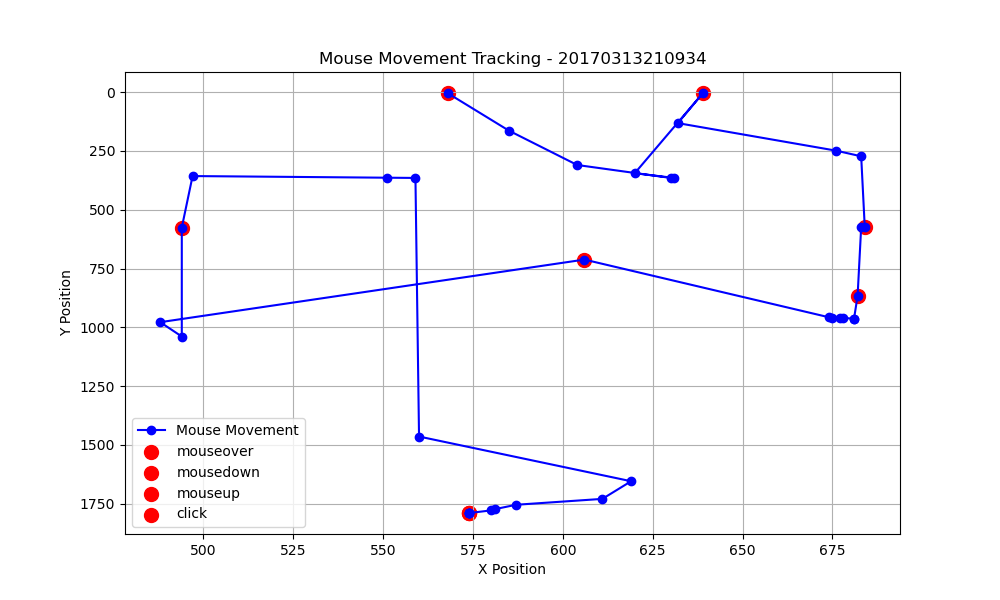 Mouse Movement Tracking - 20170313210934
0
250
500
750
1000
1250
1500
1750
Y Position
Mouse Movement
mouseover
mousedown
mouseup
click
500
525
550
575
600
625
650
675
X Position